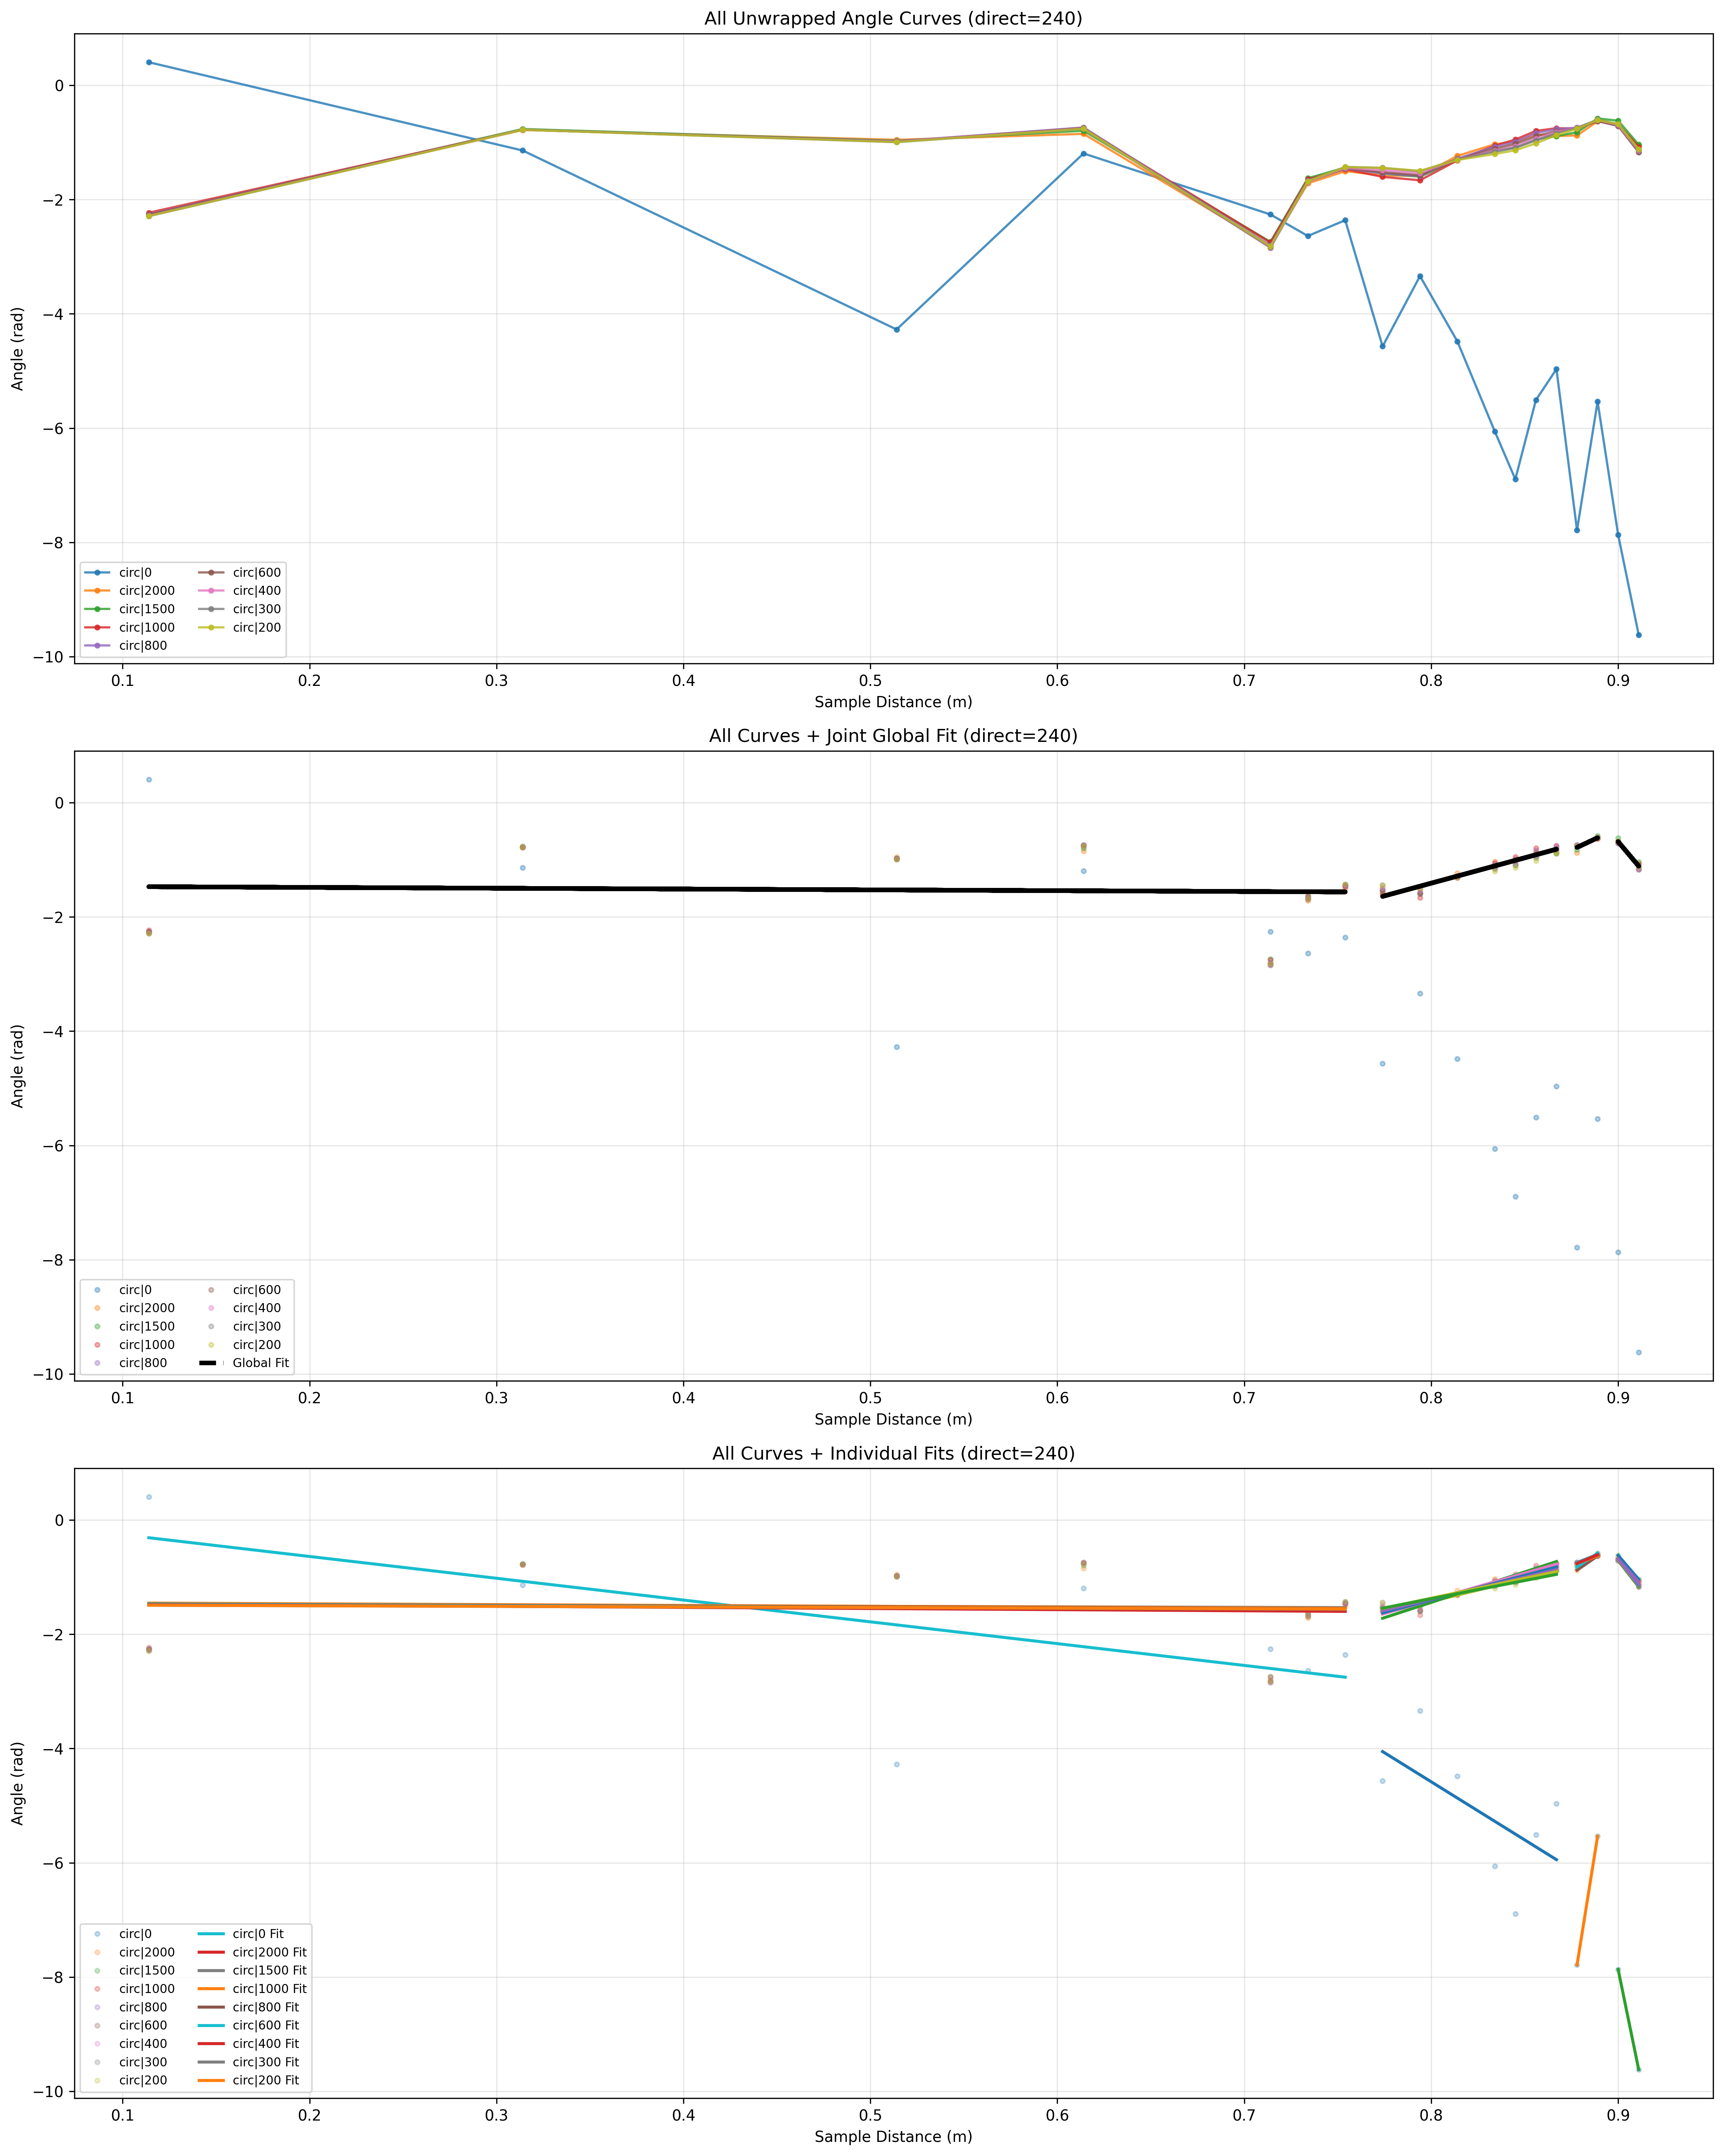 All Unwrapped Angle Curves (direct=240)
Angle (rad)
0
−2
−4
−6
−8
−10
circ|0
circ|2000
circ|1500
circ|1000
circ|800
circ|600
circ|400
circ|300
circ|200
0.1 0.2 0.3 0.4 0.5 0.6 0.7 0.8 0.9
Sample Distance (m)
All Curves + Joint Global Fit (direct=240)
Angle (rad)
0
−2
−4
−6
−8
−10
circ|0
circ|2000
circ|1500
circ|1000
circ|800
circ|600
circ|400
circ|300
circ|200
Global Fit
0.1 0.2 0.3 0.4 0.5 0.6 0.7 0.8 0.9
Sample Distance (m)
All Curves + Individual Fits (direct=240)
Angle (rad)
0
−2
−4
−6
−8
−10
circ|0
circ|2000
circ|1500
circ|1000
circ|800
circ|600
circ|400
circ|300
circ|200
circ|0 Fit
circ|2000 Fit
circ|1500 Fit
circ|1000 Fit
circ|800 Fit
circ|600 Fit
circ|400 Fit
circ|300 Fit
circ|200 Fit
0.1 0.2 0.3 0.4 0.5 0.6 0.7 0.8 0.9
Sample Distance (m)